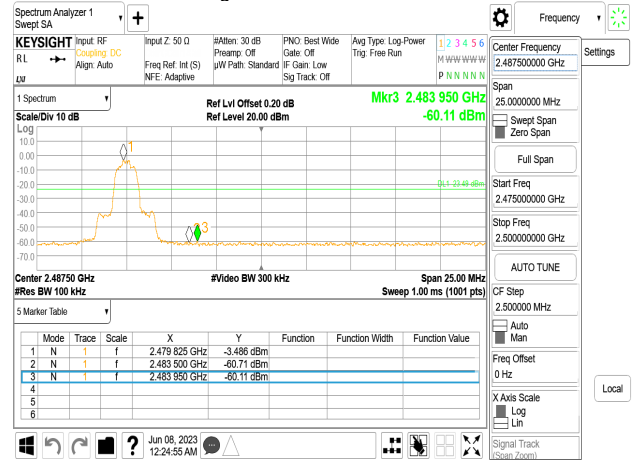 Spectrum Analyzer 1
Swept SA
Frequency
KEYSIGHT
RL
Input: RF
Coupling: DC
Align: Auto
Input Z: 50 Ω
Freq Ref: Int (S)
NFE: Adaptive
#Atten: 30 dB
Preamp: Off
µW Path: Standard
PNO: Best Wide
Gate: Off
IF Gain: Low
Sig Track: Off
Avg Type: Log-Power
Trig: Free Run
1 2 3 4 5 6
M W W W W W
P N N N N N
1 Spectrum
Scale/Div 10 dB
Ref Lvl Offset 0.20 dB
Ref Level 20.00 dBm
Mkr3 2.483 950 GHz
-60.11 dBm
Log
10.0
0.00
-10.0
-20.0
-30.0
-40.0
-50.0
-60.0
-70.0
1
3
Center 2.48750 GHz
#Res BW 100 kHz
#Video BW 300 kHz
Span 25.00 MHz
Sweep 1.00 ms (1001 pts)
5 Marker Table
Mode Trace Scale X Y Function Function Width Function Value
1 N 1 f 2.479 825 GHz -3.486 dBm
2 N 1 f 2.483 500 GHz -60.71 dBm
3 N 1 f 2.483 950 GHz -60.11 dBm
4
5
6
Jun 08, 2023
12:24:55 AM
?
Center Frequency
2.487500000 GHz
Settings
Span
25.0000000 MHz
Swept Span
Zero Span
Full Span
Start Freq
2.475000000 GHz
Stop Freq
2.500000000 GHz
AUTO TUNE
CF Step
2.500000 MHz
Auto
Man
Freq Offset
0 Hz
X Axis Scale
Log
Lin
Local
Signal Track
(Span Zoom)